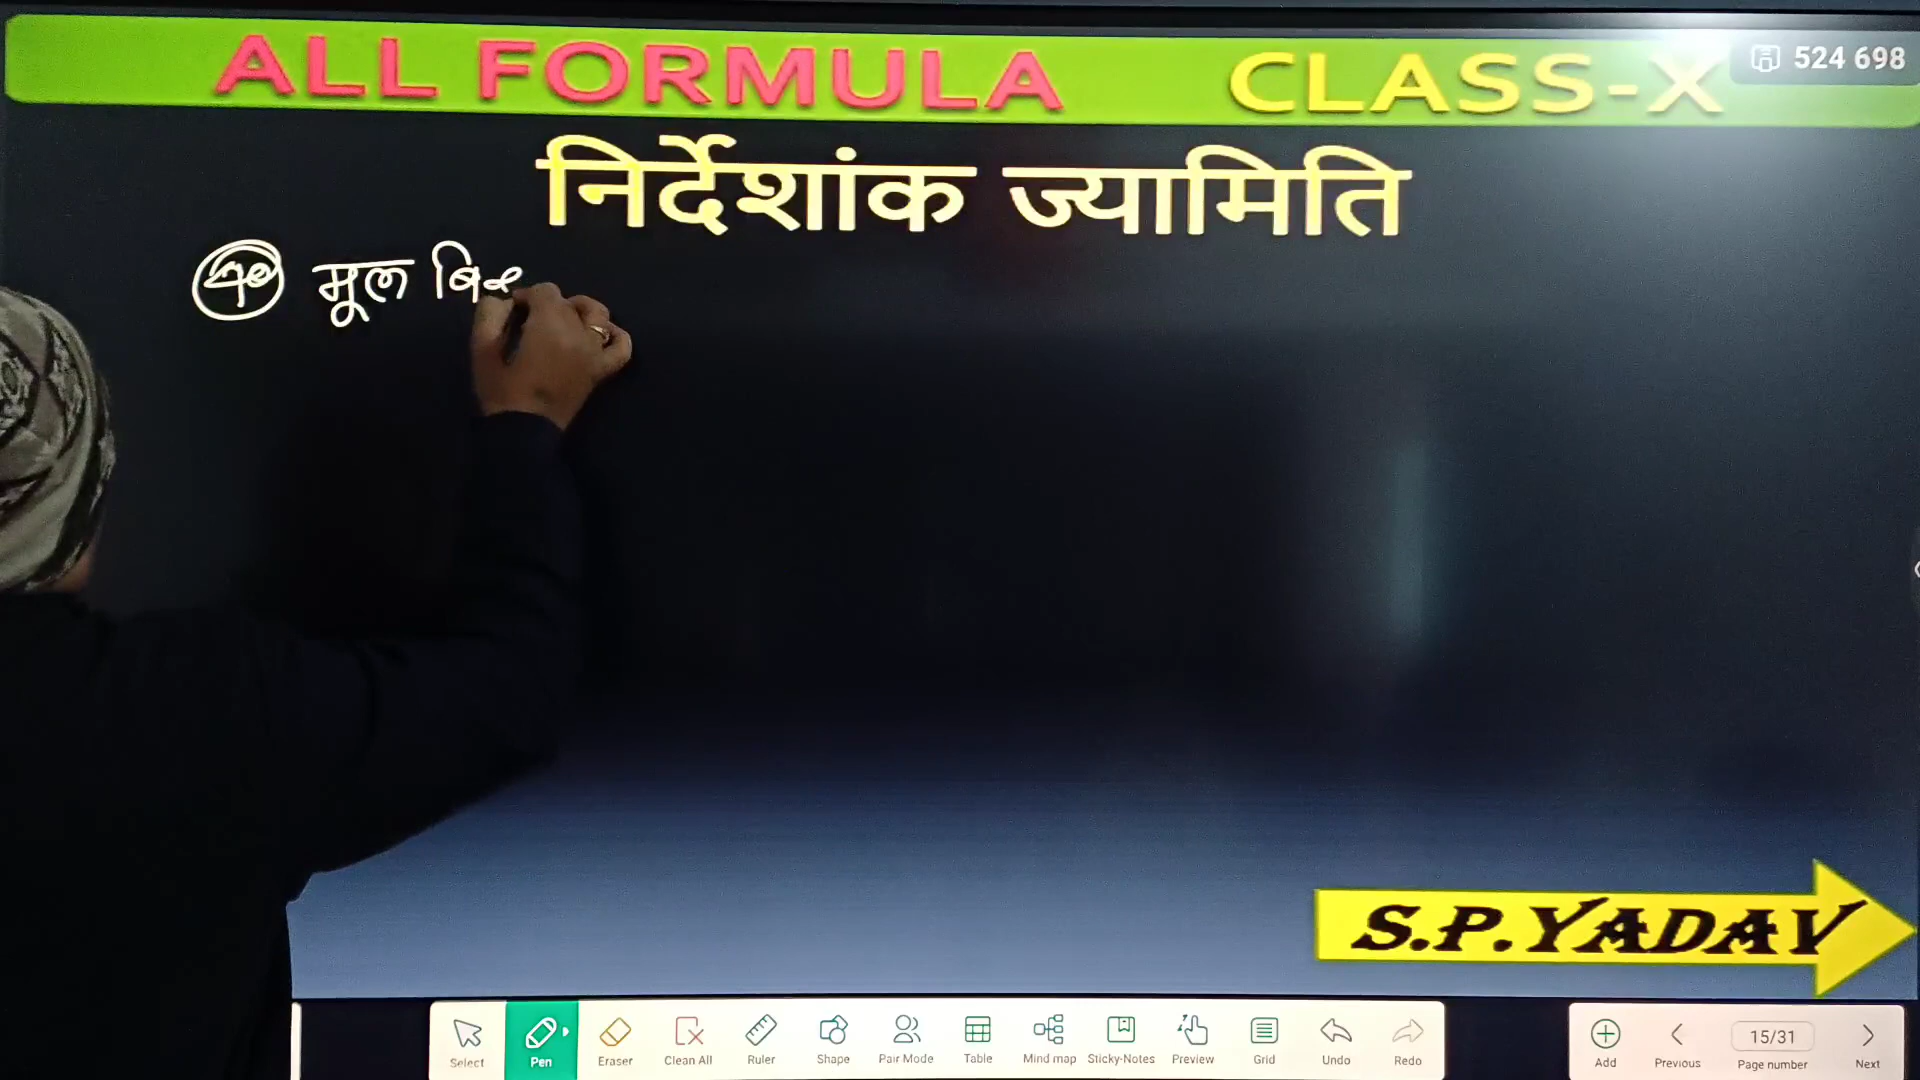 ALL FORMULA CLASS-X
524 698
निर्देशांक ज्यामिति
मूल
S.P.YADAV
Select Pen Eraser Clean All Ruler Shape Pair Mode Table Mind map Sticky-Notes Preview Grid Undo Redo
Add Previous 15/31 Page number Next